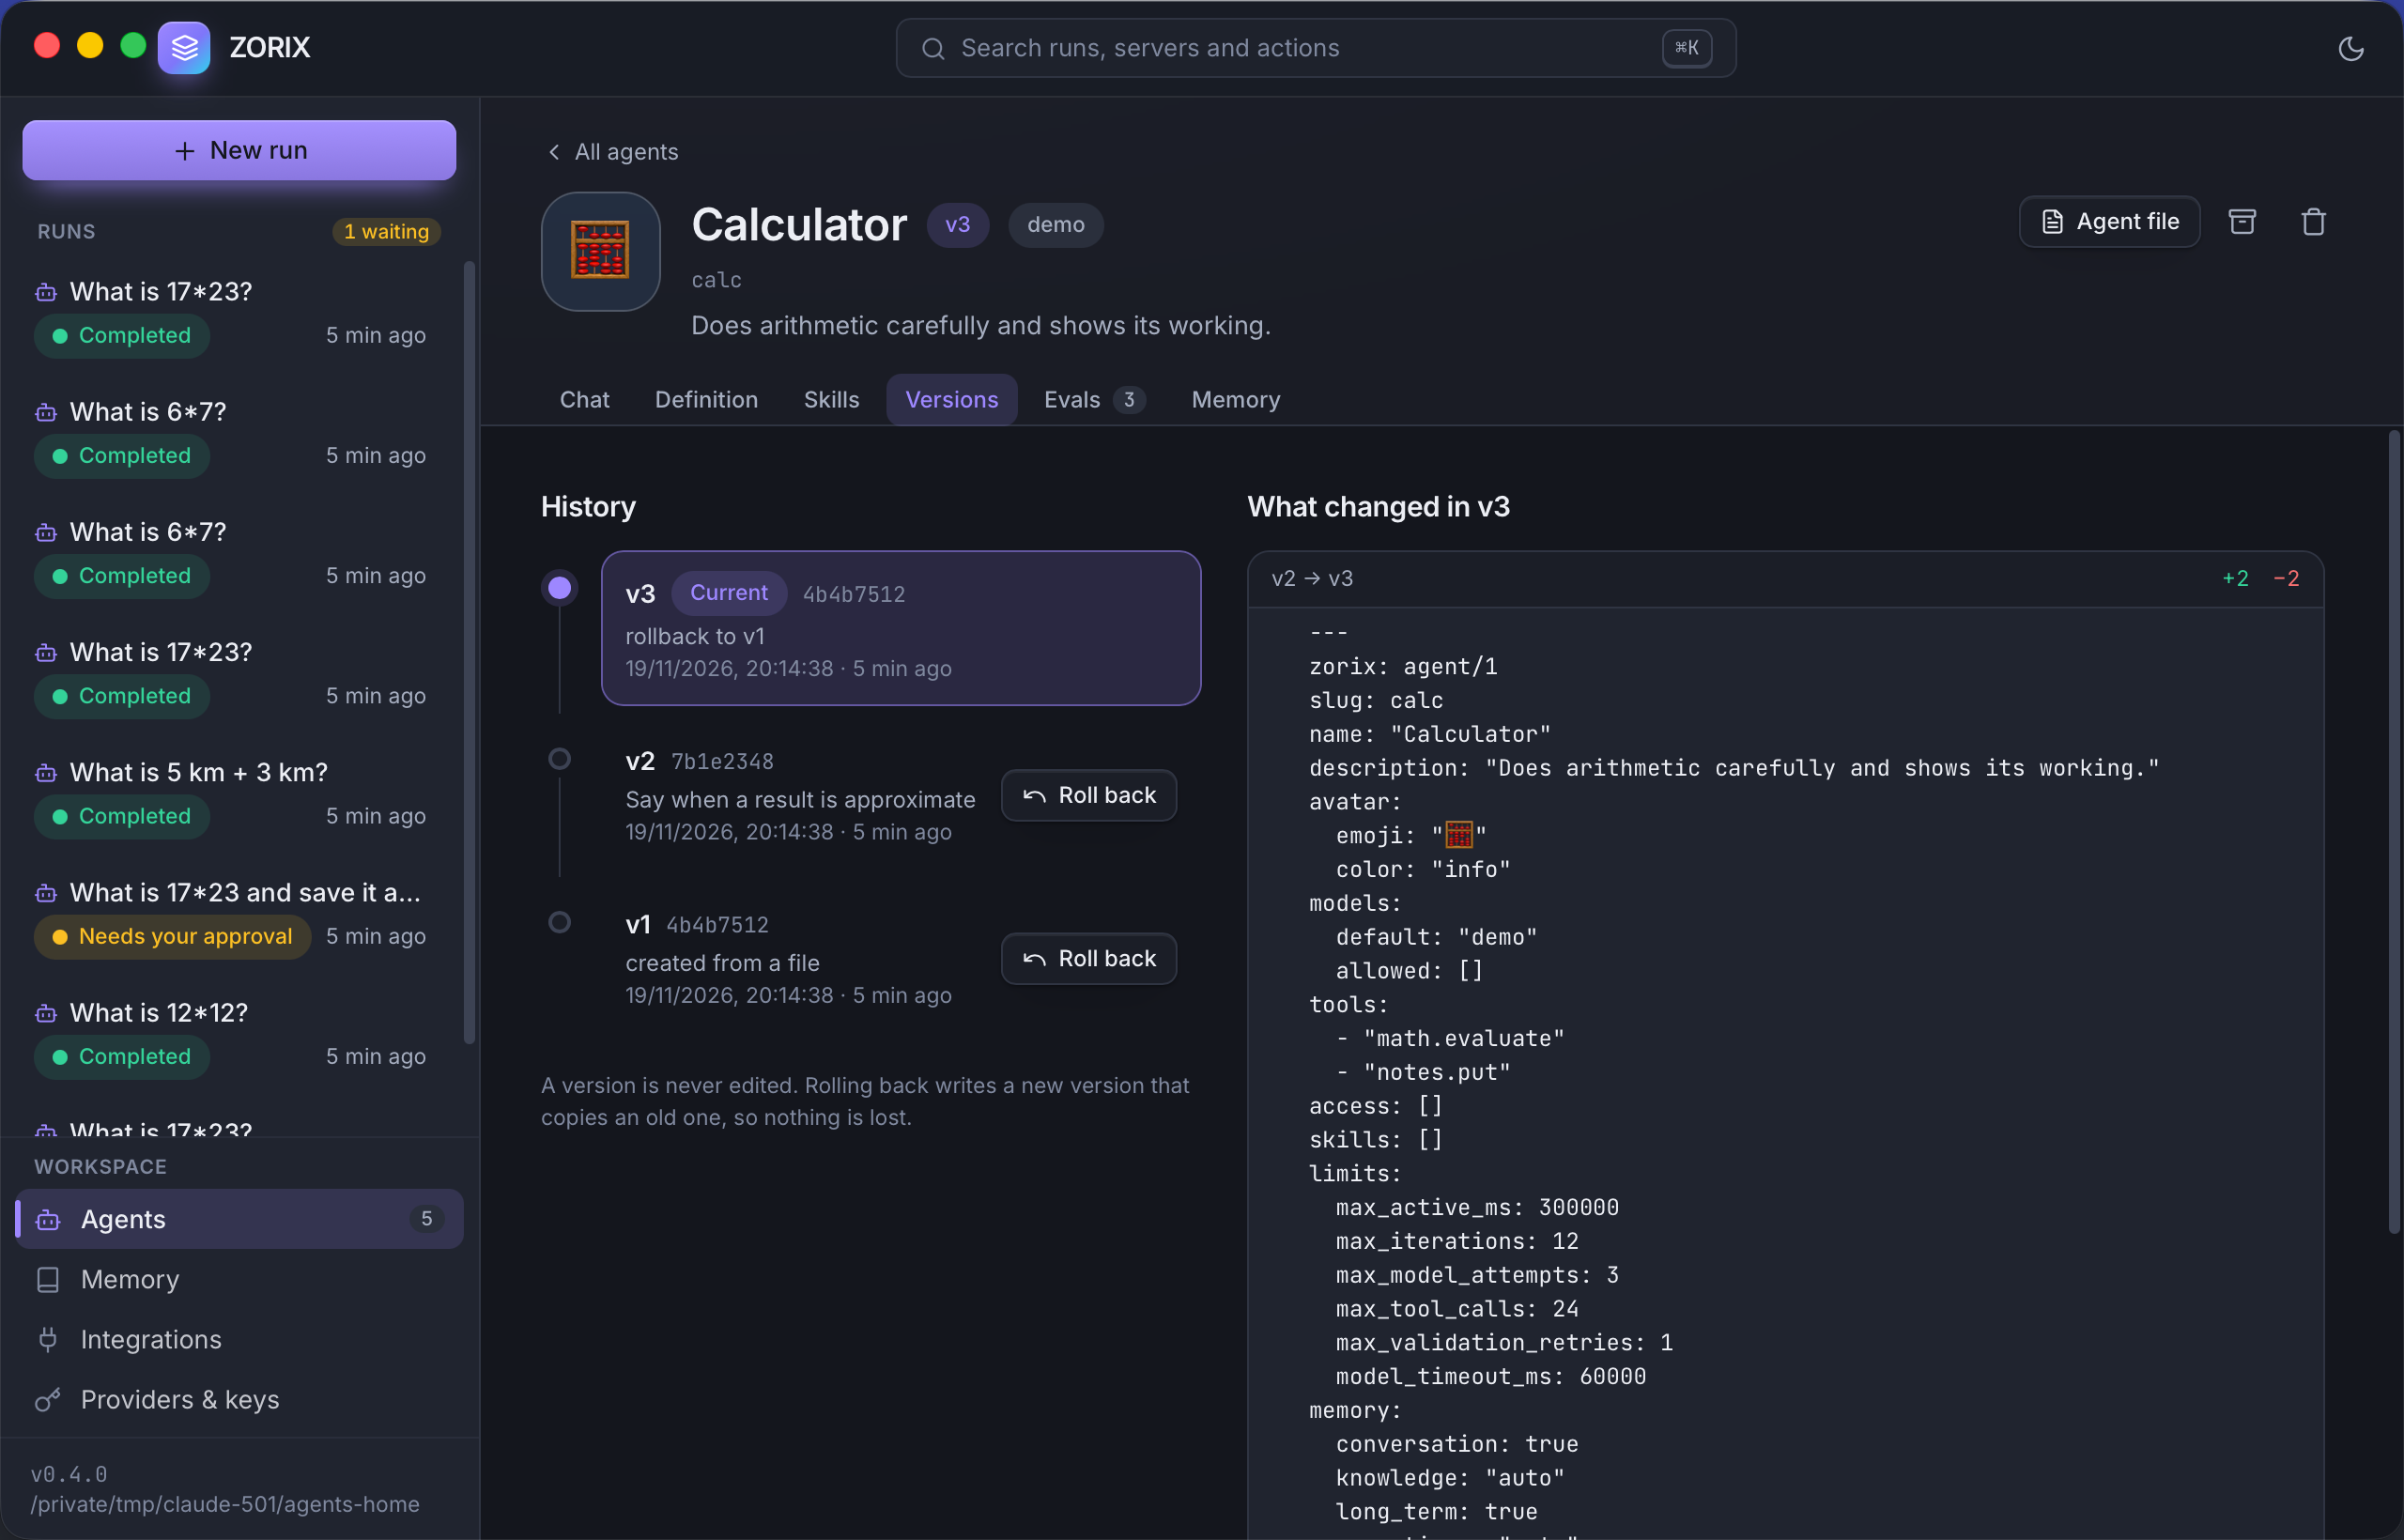 ZORIX
Search runs, servers and actions
⌘K
New run
RUNS
1 waiting
What is 17*23?
Completed
5 min ago
What is 6*7?
Completed
5 min ago
What is 6*7?
Completed
5 min ago
What is 17*23?
Completed
5 min ago
What is 5 km + 3 km?
Completed
5 min ago
What is 17*23 and save it a...
Needs your approval
5 min ago
What is 12*12?
Completed
5 min ago
What is 17*23?
WORKSPACE
Agents
5
Memory
Integrations
Providers & keys
v0.4.0
/private/tmp/claude-501/agents-home
All agents
Calculator
v3
demo
calc
Does arithmetic carefully and shows its working.
Agent file
Chat
Definition
Skills
Versions
Evals 3
Memory
History
v3 Current 4b4b7512
rollback to v1
19/11/2026, 20:14:38 · 5 min ago
v2 7b1e2348
Say when a result is approximate
19/11/2026, 20:14:38 · 5 min ago
Roll back
v1 4b4b7512
created from a file
19/11/2026, 20:14:38 · 5 min ago
Roll back
A version is never edited. Rolling back writes a new version that
copies an old one, so nothing is lost.
What changed in v3
v2 → v3
+2 −2
---
zorix: agent/1
slug: calc
name: "Calculator"
description: "Does arithmetic carefully and shows its working."
avatar:
emoji: "🧮"
color: "info"
models:
default: "demo"
allowed: []
tools:
- "math.evaluate"
- "notes.put"
access: []
skills: []
limits:
max_active_ms: 300000
max_iterations: 12
max_model_attempts: 3
max_tool_calls: 24
max_validation_retries: 1
model_timeout_ms: 60000
memory:
conversation: true
knowledge: "auto"
long_term: true